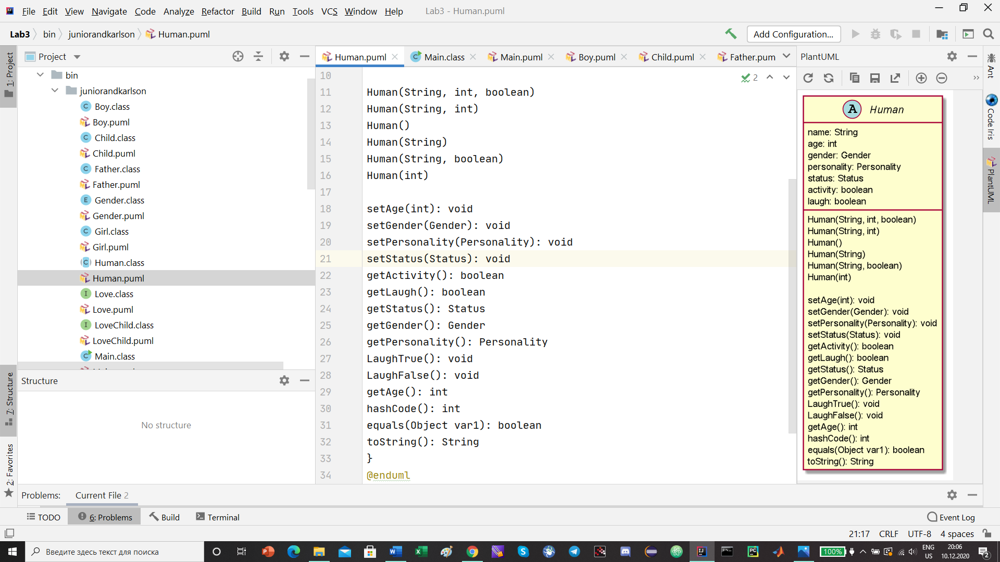 File Edit View Navigate Code Analyze Refactor Build Run Tools VCS Window Help Lab3 - Human.puml
Lab3 bin juniorandkarlson Human.puml Add Configuration...
1: Project
7: Structure
2: Favorites
Project
bin
juniorandkarlson
Boy.class
Boy.puml
Child.class
Child.puml
Father.class
Father.puml
Gender.class
Gender.puml
Girl.class
Girl.puml
Human.class
Human.puml
Love.class
Love.puml
LoveChild.class
LoveChild.puml
Main.class
Structure
No structure
Human.puml Main.class Main.puml Boy.puml Child.puml Father.pum
2
10
11 Human(String, int, boolean)
12 Human(String, int)
13 Human()
14 Human(String)
15 Human(String, boolean)
16 Human(int)
17
18 setAge(int): void
19 setGender(Gender): void
20 setPersonality(Personality): void
21 setStatus(Status): void
22 getActivity(): boolean
23 getLaugh(): boolean
24 getStatus(): Status
25 getGender(): Gender
26 getPersonality(): Personality
27 LaughTrue(): void
28 LaughFalse(): void
29 getAge(): int
30 hashCode(): int
31 equals(Object var1): boolean
32 toString(): String
33 }
34 @enduml
PlantUML
A Human
name: String
age: int
gender: Gender
personality: Personality
status: Status
activity: boolean
laugh: boolean
Human(String, int, boolean)
Human(String, int)
Human()
Human(String)
Human(String, boolean)
Human(int)
setAge(int): void
setGender(Gender): void
setPersonality(Personality): void
setStatus(Status): void
getActivity(): boolean
getLaugh(): boolean
getStatus(): Status
getGender(): Gender
getPersonality(): Personality
LaughTrue(): void
LaughFalse(): void
getAge(): int
hashCode(): int
equals(Object var1): boolean
toString(): String
Ant
Code Iris
PlantUML
Problems: Current File 2
TODO 6: Problems Build Terminal Event Log
21:17 CRLF UTF-8 4 spaces
Введите здесь текст для поиска
100%
ENG
US
20:06
10.12.2020
2